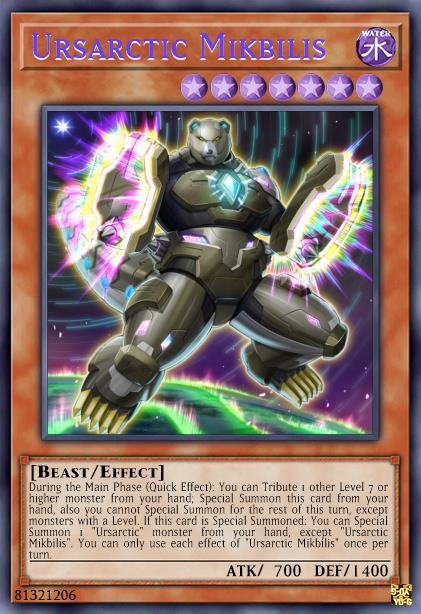 URSARCTIC MIKBILIS
WATER
水
[BEAST/EFFECT]
During the Main Phase (Quick Effect): You can Tribute 1 other Level 7 or
higher monster from your hand; Special Summon this card from your
hand, also you cannot Special Summon for the rest of this turn, except
monsters with a Level. If this card is Special Summoned: You can Special
Summon 1 "Ursarctic" monster from your hand, except "Ursarctic
Mikbilis". You can only use each effect of "Ursarctic Mikbilis" once per
turn.
ATK/ 700 DEF/1400
81321206